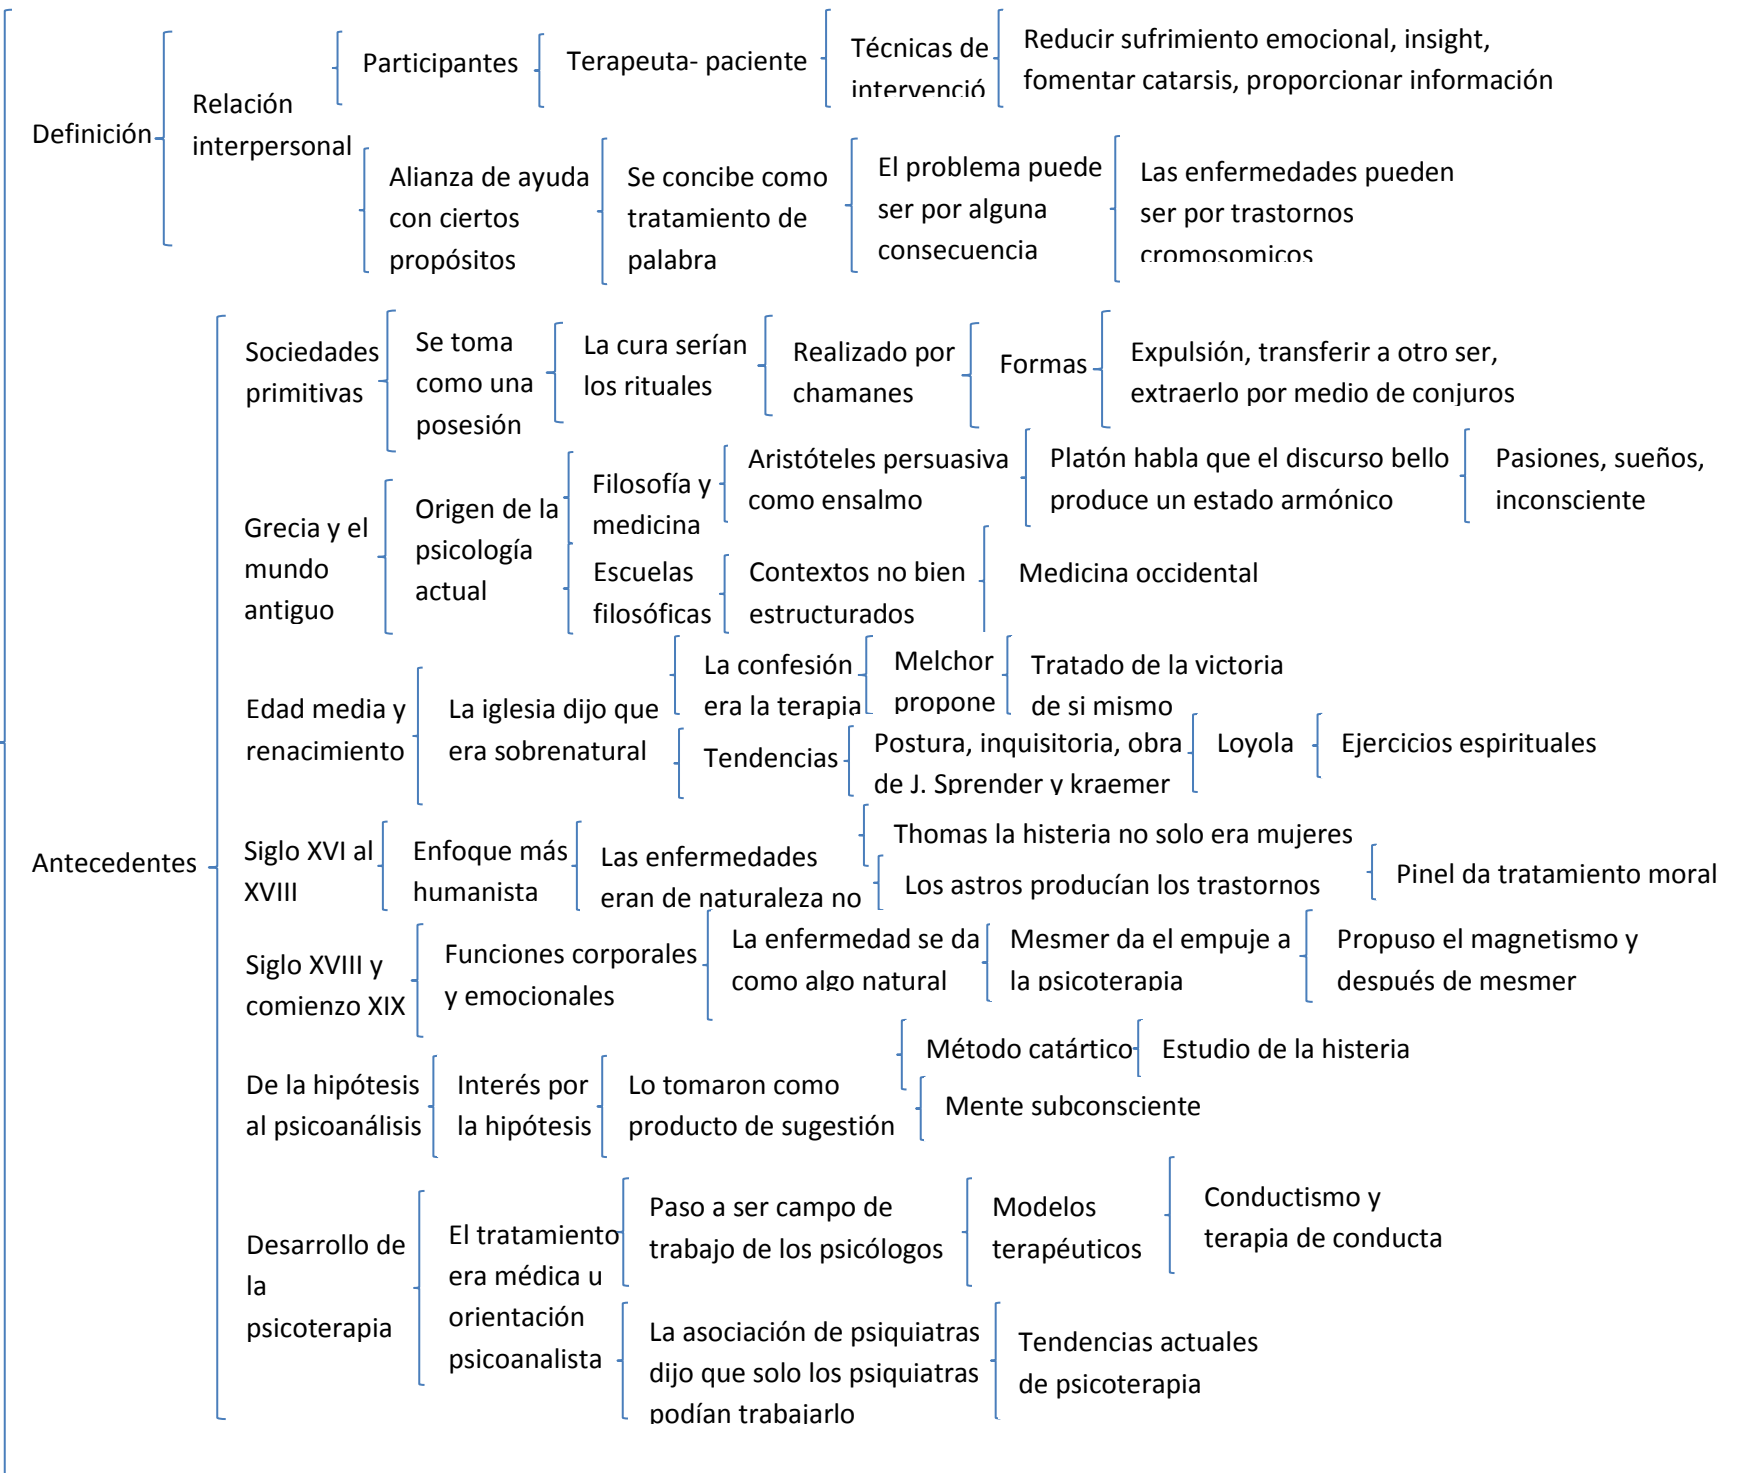 Definición
Relación
interpersonal
Participantes
Terapeuta- paciente
Técnicas de
intervenció
Reducir sufrimiento emocional, insight,
fomentar catarsis, proporcionar información
Alianza de ayuda
con ciertos
propósitos
Se concibe como
tratamiento de
palabra
El problema puede
ser por alguna
consecuencia
Las enfermedades pueden
ser por trastornos
cromosomicos
Antecedentes
Sociedades
primitivas
Se toma
como una
posesión
La cura serían
los rituales
Realizado por
chamanes
Formas
Expulsión, transferir a otro ser,
extraerlo por medio de conjuros
Grecia y el
mundo
antiguo
Origen de la
psicología
actual
Filosofía y
medicina
Aristóteles persuasiva
como ensalmo
Platón habla que el discurso bello
produce un estado armónico
Pasiones, sueños,
inconsciente
Escuelas
filosóficas
Contextos no bien
estructurados
Medicina occidental
Edad media y
renacimiento
La iglesia dijo que
era sobrenatural
La confesión
era la terapia
Melchor
propone
Tratado de la victoria
de si mismo
Tendencias
Postura, inquisitoria, obra
de J. Sprender y kraemer
Loyola
Ejercicios espirituales
Siglo XVI al
XVIII
Enfoque más
humanista
Las enfermedades
eran de naturaleza no
Thomas la histeria no solo era mujeres
Los astros producían los trastornos
Pinel da tratamiento moral
Siglo XVIII y
comienzo XIX
Funciones corporales
y emocionales
La enfermedad se da
como algo natural
Mesmer da el empuje a
la psicoterapia
Propuso el magnetismo y
después de mesmer
De la hipótesis
al psicoanálisis
Interés por
la hipótesis
Lo tomaron como
producto de sugestión
Método catártico
Estudio de la histeria
Mente subconsciente
Desarrollo de
la
psicoterapia
El tratamiento
era médica u
orientación
psicoanalista
Paso a ser campo de
trabajo de los psicólogos
Modelos
terapéuticos
Conductismo y
terapia de conducta
La asociación de psiquiatras
dijo que solo los psiquiatras
podían trabajarlo
Tendencias actuales
de psicoterapia